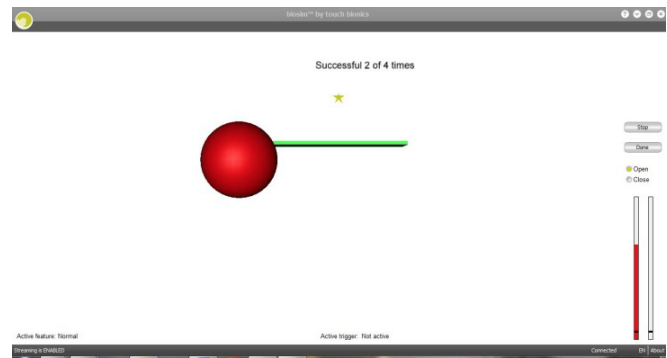 biosim™ by touch bionics
Successful 2 of 4 times
Stop
Done
Open
Close
Active feature: Normal
Active trigger: Not active
Streaming is ENABLED
Connected
EN
About